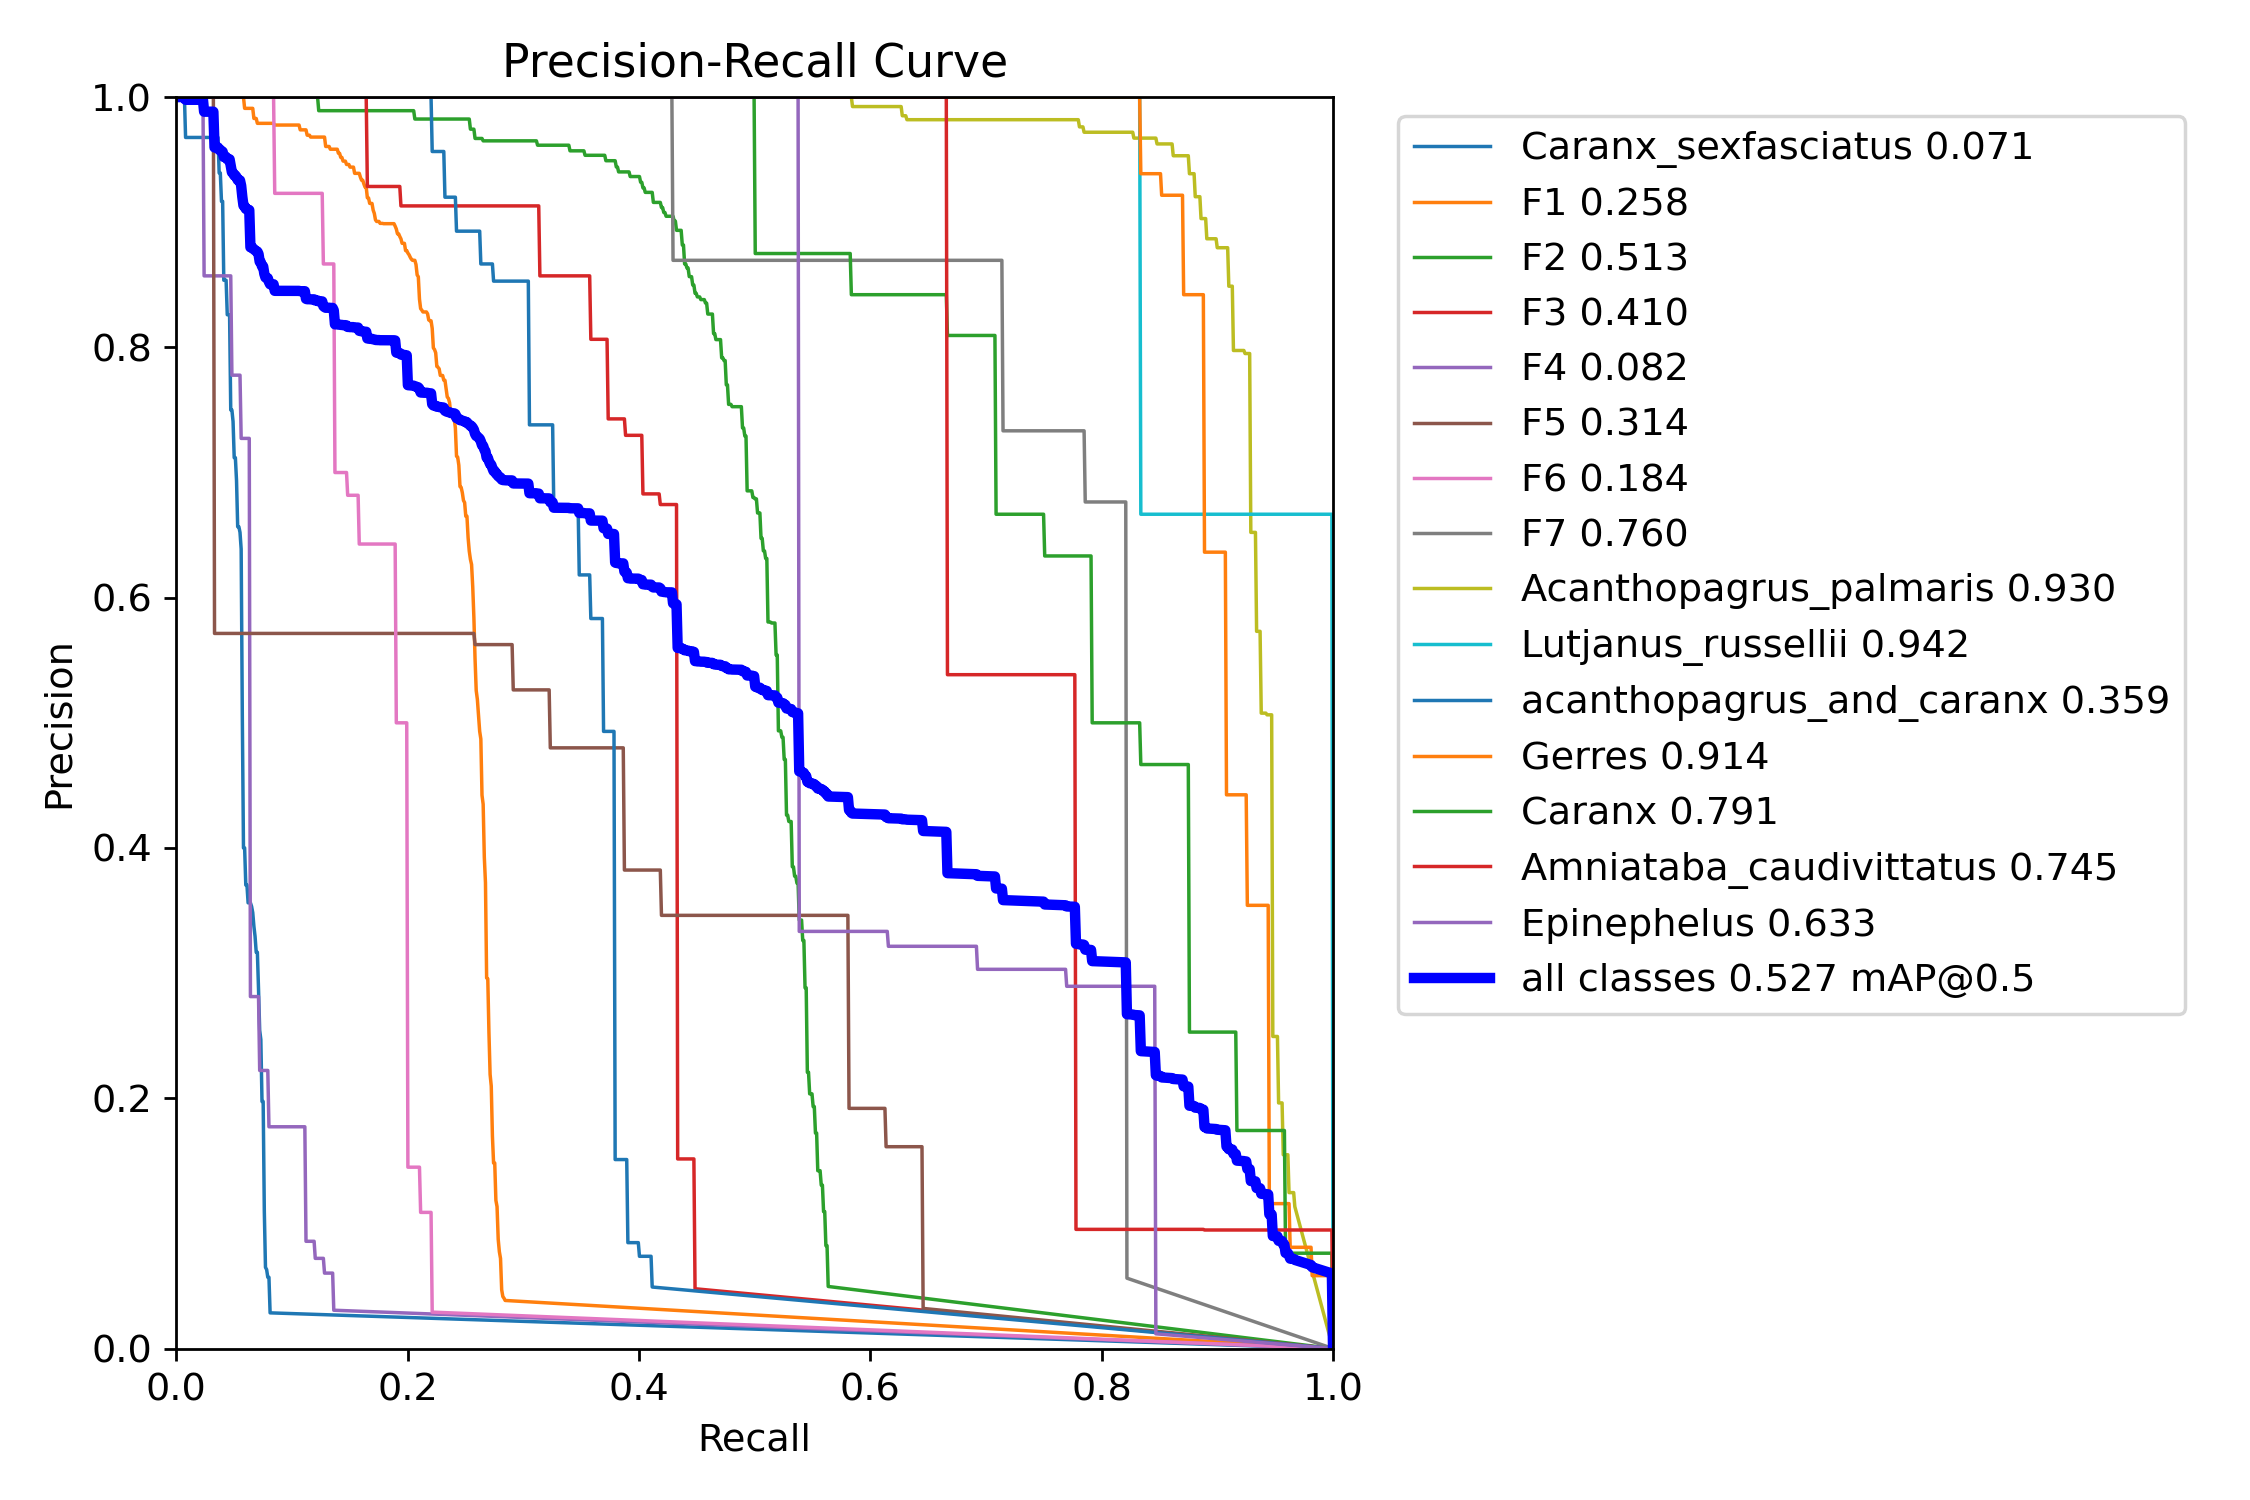 Precision-Recall Curve
1.0
0.8
0.6
0.4
0.2
0.0
Precision
0.0 0.2 0.4 0.6 0.8 1.0
Recall
Caranx_sexfasciatus 0.071
F1 0.258
F2 0.513
F3 0.410
F4 0.082
F5 0.314
F6 0.184
F7 0.760
Acanthopagrus_palmaris 0.930
Lutjanus_russellii 0.942
acanthopagrus_and_caranx 0.359
Gerres 0.914
Caranx 0.791
Amniataba_caudivittatus 0.745
Epinephelus 0.633
all classes 0.527 mAP@0.5